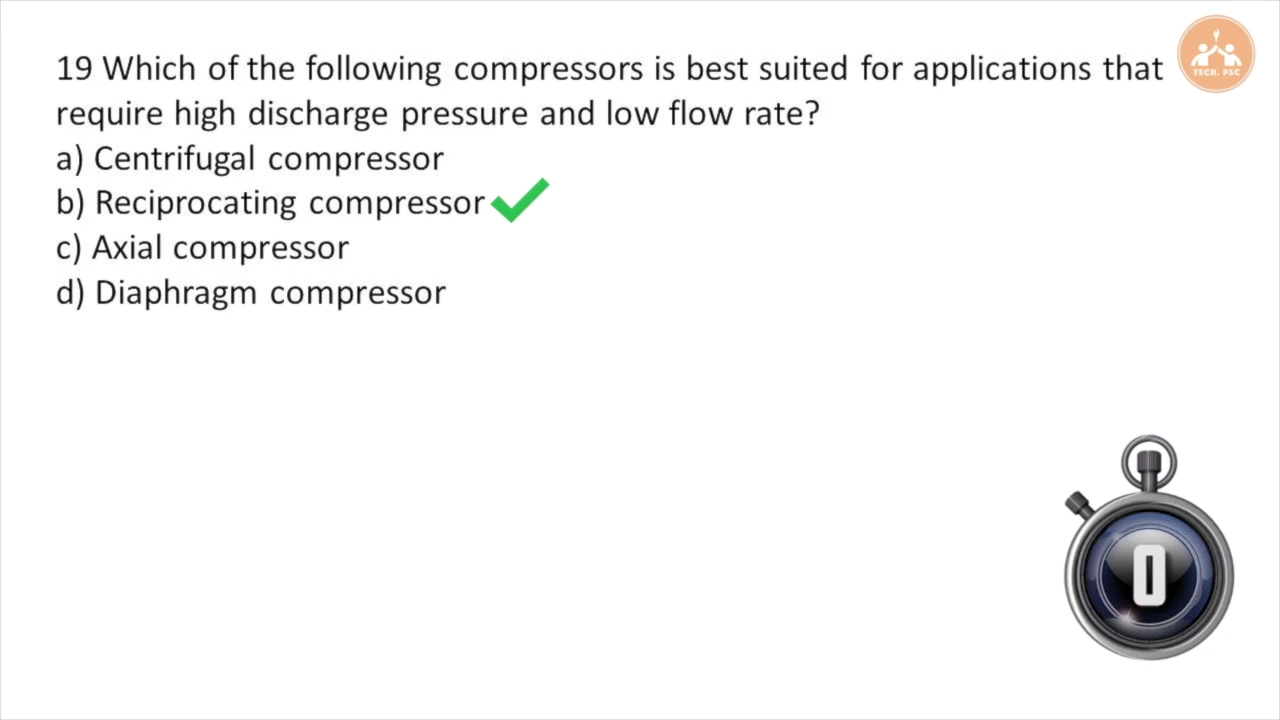 19 Which of the following compressors is best suited for applications that
require high discharge pressure and low flow rate?
a) Centrifugal compressor
b) Reciprocating compressor
c) Axial compressor
d) Diaphragm compressor
TECH. PSC
0